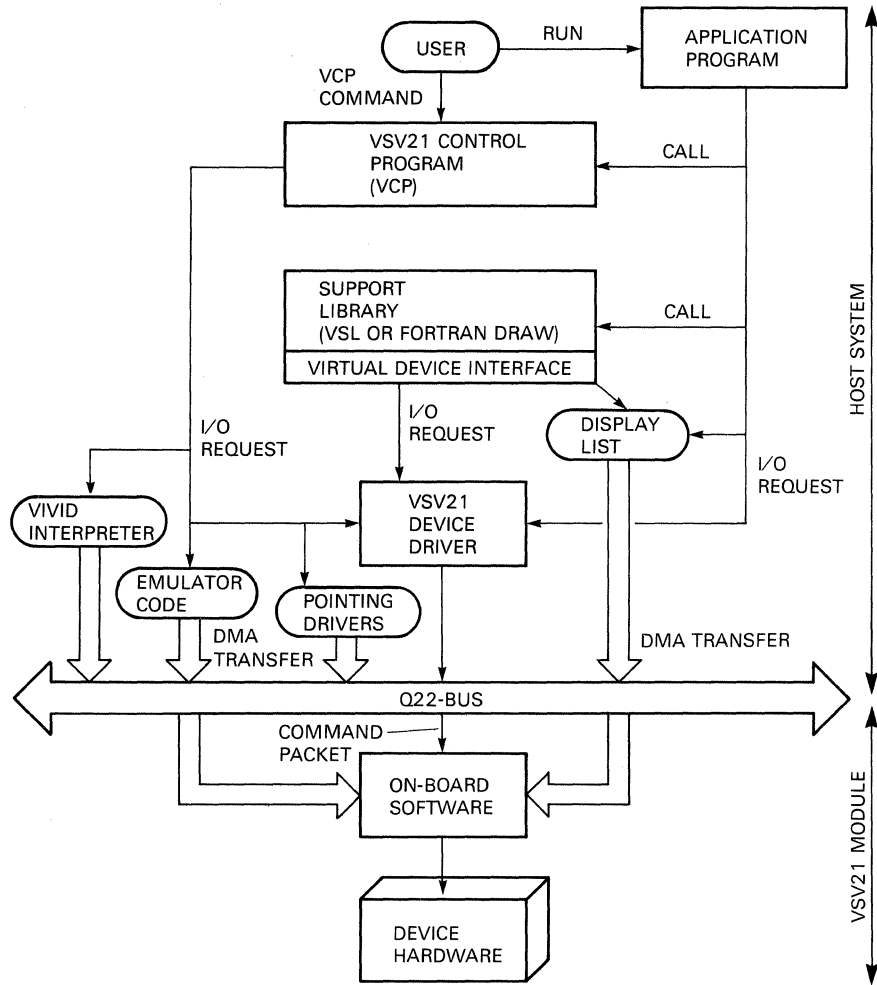 USER
RUN
APPLICATION
PROGRAM
VCP
COMMAND
VSV21 CONTROL
PROGRAM
(VCP)
CALL
SUPPORT
LIBRARY
(VSL OR FORTRAN DRAW)
CALL
VIRTUAL DEVICE INTERFACE
HOST SYSTEM
I/O
REQUEST
I/O
REQUEST
DISPLAY
LIST
I/O
REQUEST
VIVID
INTERPRETER
VSV21
DEVICE
DRIVER
EMULATOR
CODE
POINTING
DRIVERS
DMA
TRANSFER
DMA TRANSFER
Q22-BUS
COMMAND
PACKET
ON-BOARD
SOFTWARE
VSV21 MODULE
DEVICE
HARDWARE